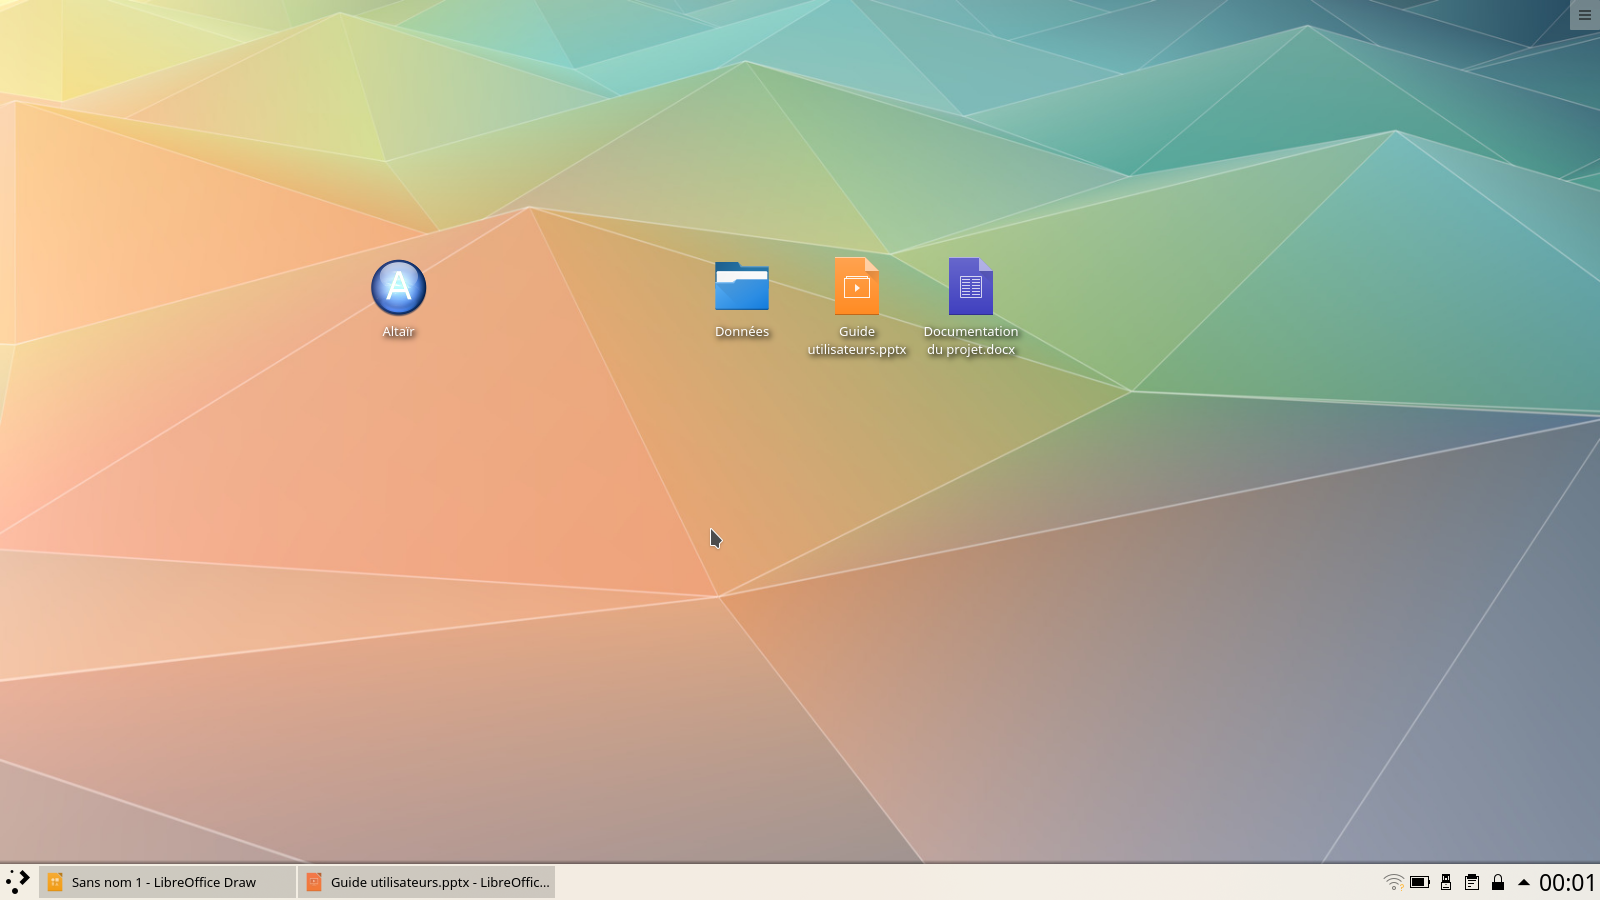 A
Altaïr
Données
Guide
utilisateurs.pptx
Documentation
du projet.docx
Sans nom 1 - LibreOffice Draw
Guide utilisateurs.pptx - LibreOffic...
00:01